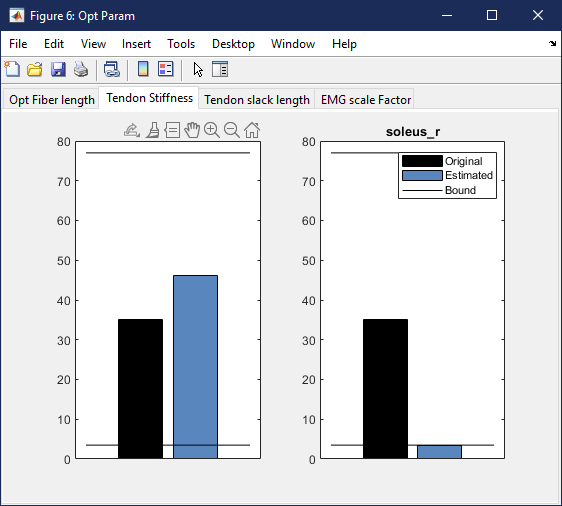 Figure 6: Opt Param
File Edit View Insert Tools Desktop Window Help
Opt Fiber length Tendon Stiffness Tendon slack length EMG scale Factor
soleus_r
80
70
60
50
40
30
20
10
0
80
70
60
50
40
30
20
10
0
Original
Estimated
Bound